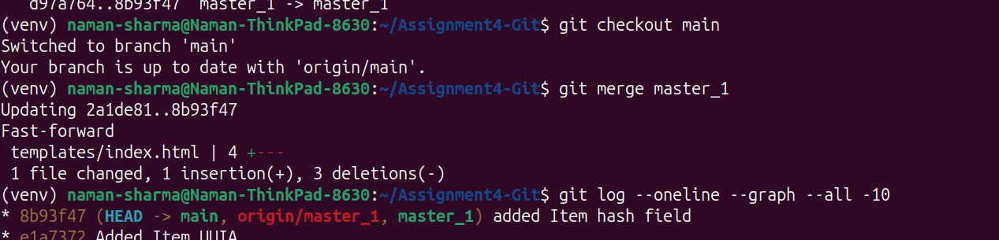 d97a764..8b93f47  master_1 -> master_1
(venv) naman-sharma@Naman-ThinkPad-8630:~/Assignment4-Git$ git checkout main
Switched to branch 'main'
Your branch is up to date with 'origin/main'.
(venv) naman-sharma@Naman-ThinkPad-8630:~/Assignment4-Git$ git merge master_1
Updating 2a1de81..8b93f47
Fast-forward
 templates/index.html | 4 +---
 1 file changed, 1 insertion(+), 3 deletions(-)
(venv) naman-sharma@Naman-ThinkPad-8630:~/Assignment4-Git$ git log --oneline --graph --all -10
* 8b93f47 (HEAD -> main, origin/master_1, master_1) added Item hash field
* e1a7372 Added Item UUIA